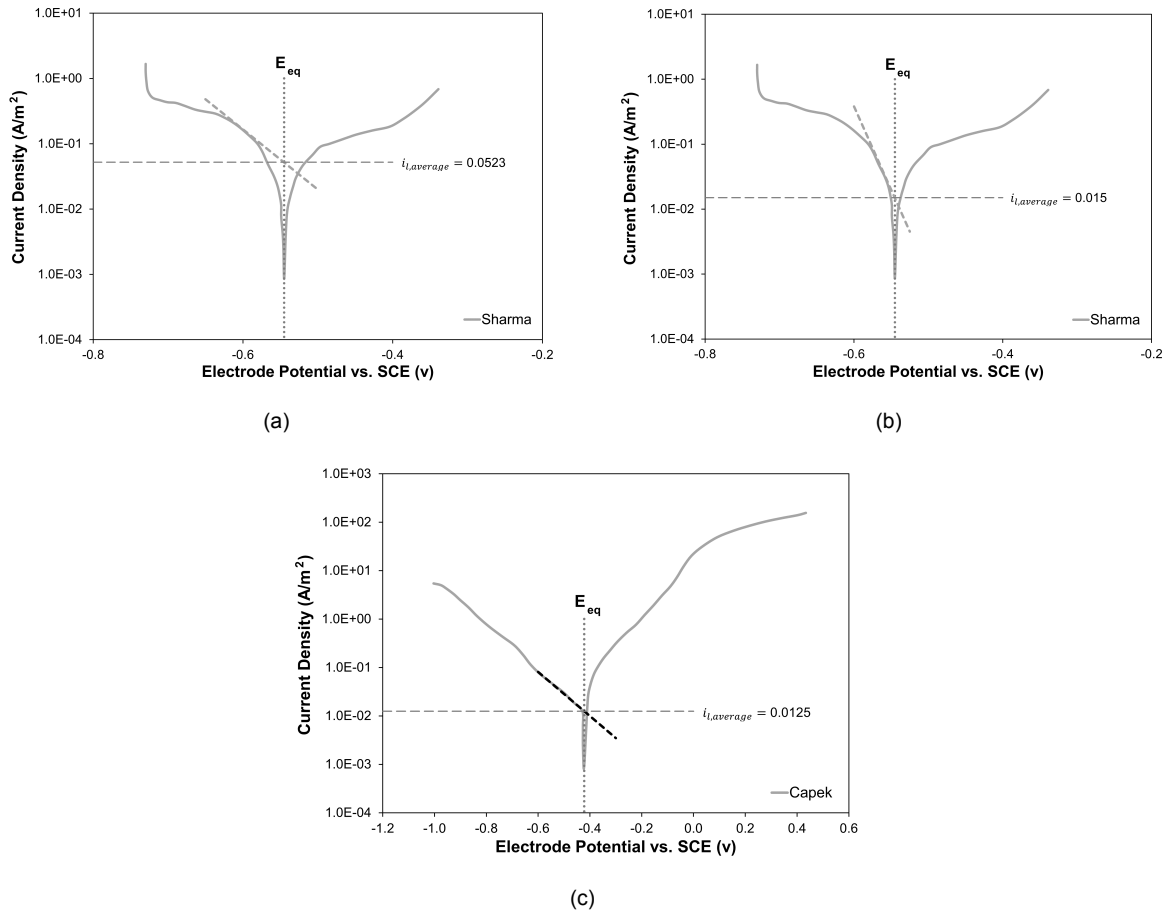 1.0E+01
1.0E+00
1.0E-01
1.0E-02
1.0E-03
1.0E-04
Current Density (A/m²)
E eq
i_l,average = 0.0523
Sharma
-0.8 -0.6 -0.4 -0.2
Electrode Potential vs. SCE (v)
(a)
1.0E+01
1.0E+00
1.0E-01
1.0E-02
1.0E-03
1.0E-04
Current Density (A/m²)
E eq
i_l,average = 0.015
Sharma
-0.8 -0.6 -0.4 -0.2
Electrode Potential vs. SCE (v)
(b)
1.0E+03
1.0E+02
1.0E+01
1.0E+00
1.0E-01
1.0E-02
1.0E-03
1.0E-04
Current Density (A/m²)
E eq
i_l,average = 0.0125
Capek
-1.2 -1.0 -0.8 -0.6 -0.4 -0.2 0.0 0.2 0.4 0.6
Electrode Potential vs. SCE (v)
(c)